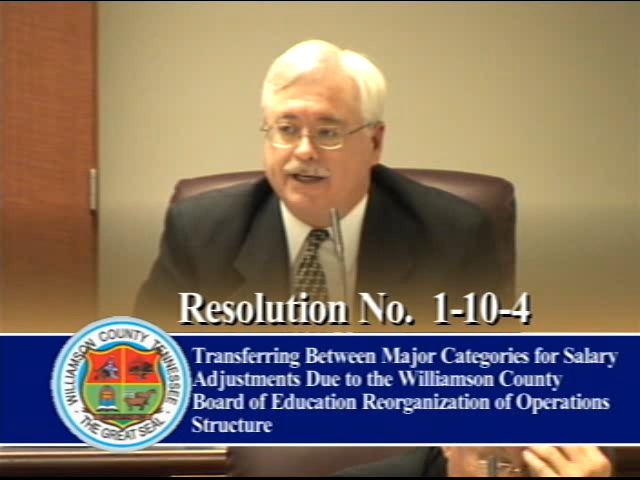 Resolution No. 1-10-4
WILLIAMSON COUNTY TENNESSEE
THE GREAT SEAL
Transferring Between Major Categories for Salary
Adjustments Due to the Williamson County
Board of Education Reorganization of Operations
Structure